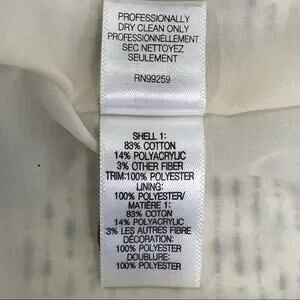 PROFESSIONALLY
DRY CLEAN ONLY
PROFESSIONNELLEMENT
SEC NETTOYEZ
SEULEMENT
RN99259
SHELL 1:
83% COTTON
14% POLYACRYLIC
3% OTHER FIBER
TRIM:100% POLYESTER
LINING:
100% POLYESTER/
MATIÈRE 1:
83% COTON
14% POLYACRYLIC
3% LES AUTRES FIBRE
DÉCORATION:
100% POLYESTER
DOUBLURE:
100% POLYESTER